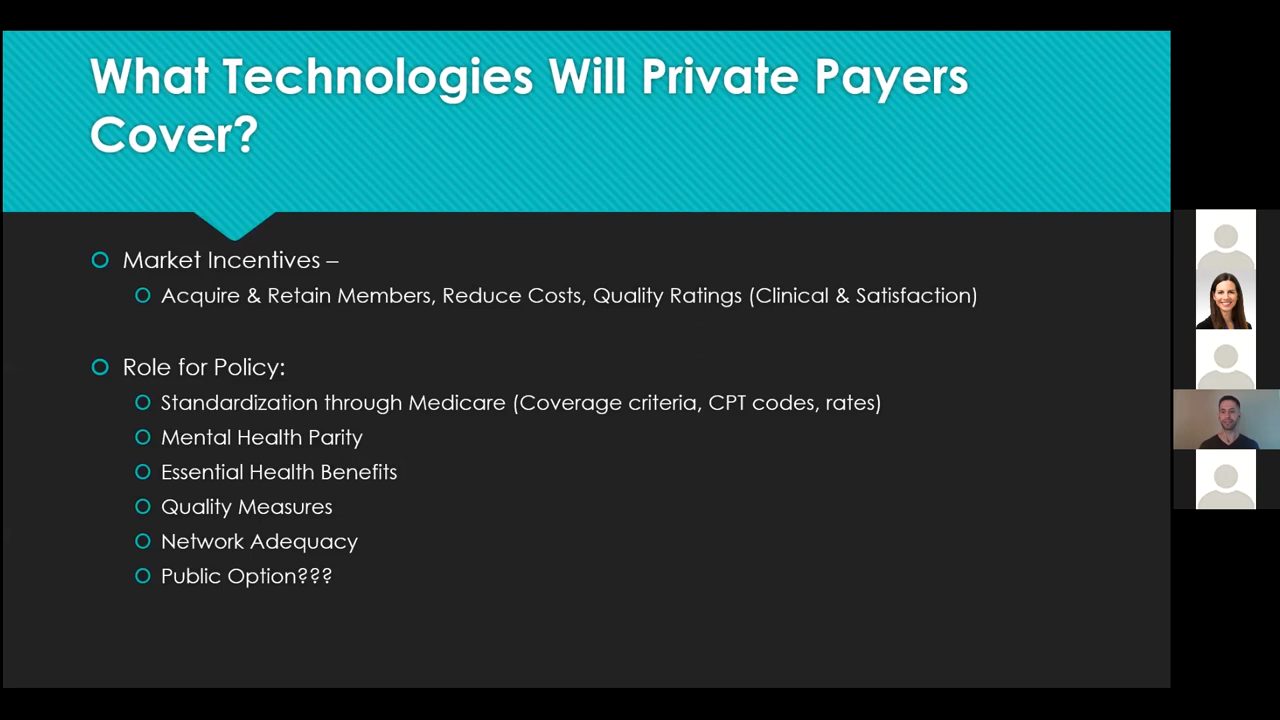 What Technologies Will Private Payers
Cover?
Market Incentives –
Acquire & Retain Members, Reduce Costs, Quality Ratings (Clinical & Satisfaction)
Role for Policy:
Standardization through Medicare (Coverage criteria, CPT codes, rates)
Mental Health Parity
Essential Health Benefits
Quality Measures
Network Adequacy
Public Option???